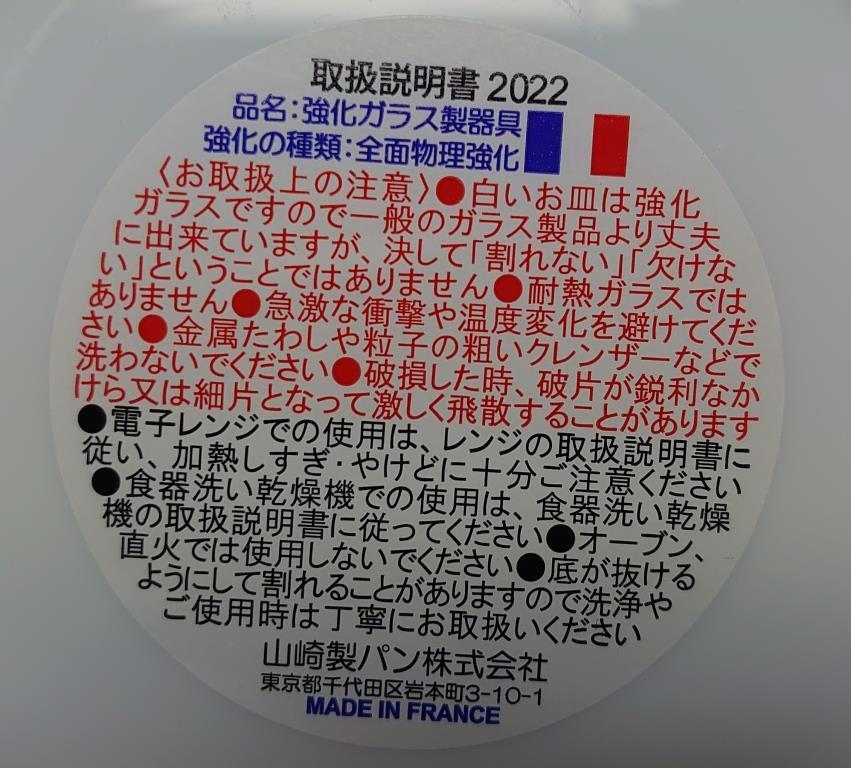 取扱説明書 2022
品名：強化ガラス製器具
強化の種類：全面物理強化
〈お取扱上の注意〉●白いお皿は強化
ガラスですので一般のガラス製品より丈夫
に出来ていますが、決して「割れない」「欠けな
い」ということではありません●耐熱ガラスでは
ありません●急激な衝撃や温度変化を避けてくだ
さい●金属たわしや粒子の粗いクレンザーなどで
洗わないでください●破損した時、破片が鋭利なか
けら又は細片となって激しく飛散することがあります
●電子レンジでの使用は、レンジの取扱説明書に
従い、加熱しすぎ・やけどに十分ご注意ください
●食器洗い乾燥機での使用は、食器洗い乾燥
機の取扱説明書に従ってください●オーブン、
直火では使用しないでください●底が抜ける
ようにして割れることがありますので洗浄や
ご使用時は丁寧にお取扱いください
山崎製パン株式会社
東京都千代田区岩本町3-10-1
MADE IN FRANCE